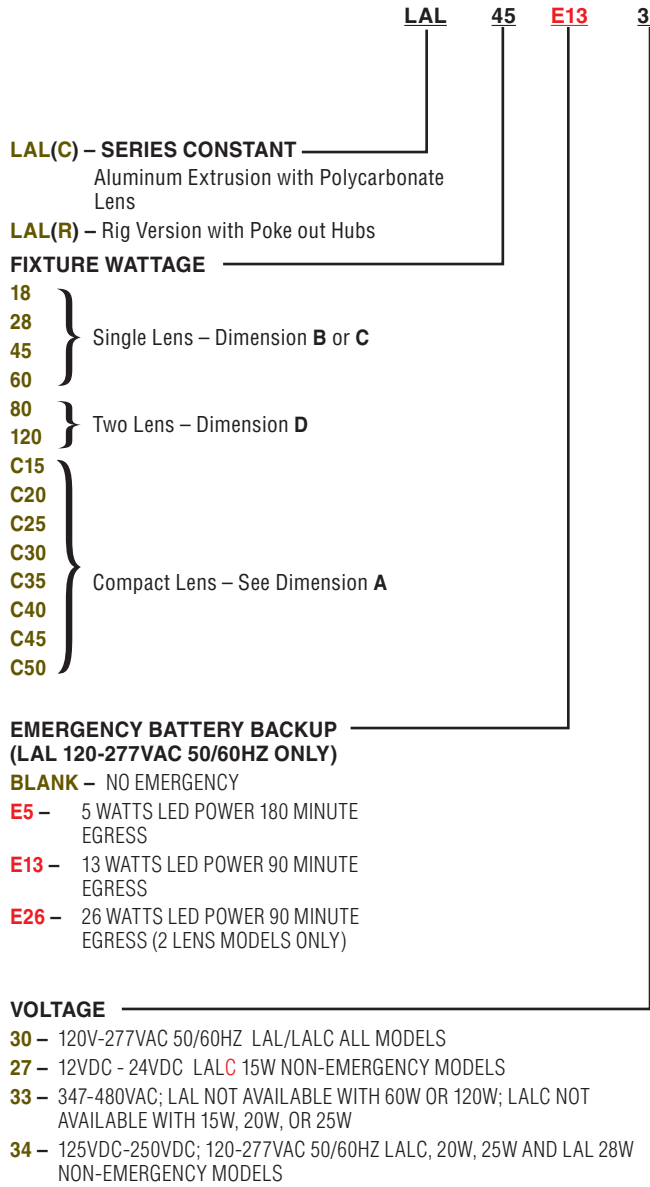 LAL 45 E13 3
LAL(C) – SERIES CONSTANT
Aluminum Extrusion with Polycarbonate
Lens
LAL(R) – Rig Version with Poke out Hubs
FIXTURE WATTAGE
18
28
45
60
Single Lens – Dimension B or C
80
120
Two Lens – Dimension D
C15
C20
C25
C30
C35
C40
C45
C50
Compact Lens – See Dimension A
EMERGENCY BATTERY BACKUP
(LAL 120-277VAC 50/60HZ ONLY)
BLANK – NO EMERGENCY
E5 – 5 WATTS LED POWER 180 MINUTE
EGRESS
E13 – 13 WATTS LED POWER 90 MINUTE
EGRESS
E26 – 26 WATTS LED POWER 90 MINUTE
EGRESS (2 LENS MODELS ONLY)
VOLTAGE
30 – 120V-277VAC 50/60HZ LAL/LALC ALL MODELS
27 – 12VDC - 24VDC LALC 15W NON-EMERGENCY MODELS
33 – 347-480VAC; LAL NOT AVAILABLE WITH 60W OR 120W; LALC NOT
AVAILABLE WITH 15W, 20W, OR 25W
34 – 125VDC-250VDC; 120-277VAC 50/60HZ LALC, 20W, 25W AND LAL 28W
NON-EMERGENCY MODELS